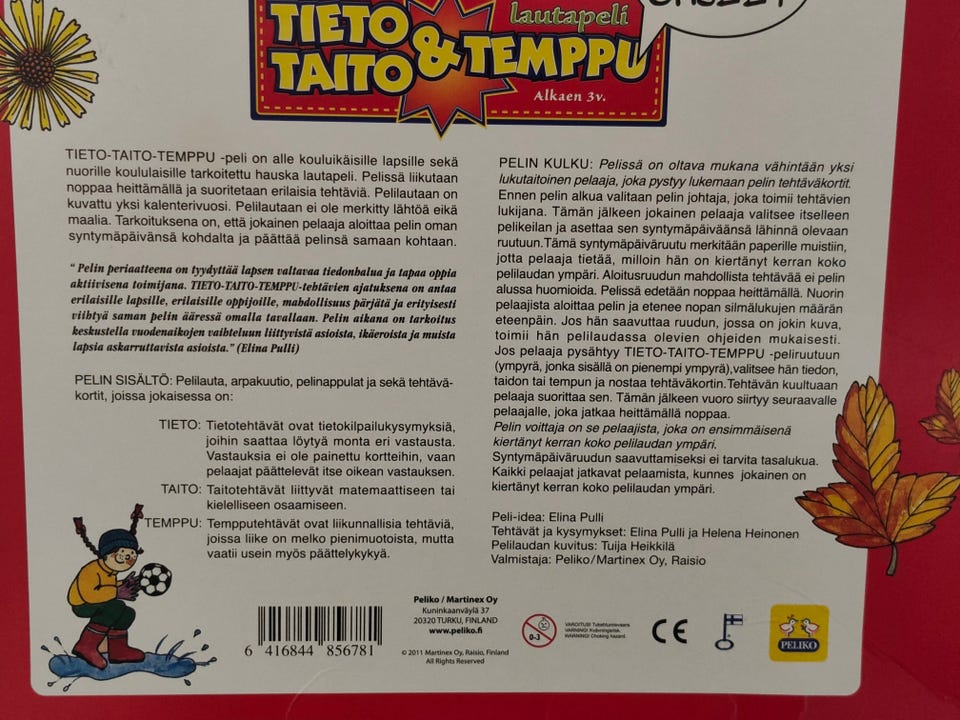 lautapeli
TIETO
TAITO & TEMPPU
Alkaen 3v.
TIETO-TAITO-TEMPPU -peli on alle kouluikäisille lapsille sekä
nuorille koululaisille tarkoitettu hauska lautapeli. Pelissä liikutaan
noppaa heittämällä ja suoritetaan erilaisia tehtäviä. Pelilautaan on
kuvattu yksi kalenterivuosi. Pelilautaan ei ole merkitty lähtöä eikä
maalia. Tarkoituksena on, että jokainen pelaaja aloittaa pelin oman
syntymäpäivänsä kohdalta ja päättää pelinsä samaan kohtaan.
" Pelin periaatteena on tyydyttää lapsen valtavaa tiedonhalua ja tapaa oppia
aktiivisena toimijana. TIETO-TAITO-TEMPPU-tehtävien ajatuksena on antaa
erilaisille lapsille, erilaisille oppijoille, mahdollisuus pärjätä ja erityisesti
viihtyä saman pelin ääressä omalla tavallaan. Pelin aikana on tarkoitus
keskustella vuodenaikojen vaihteluun liittyvistä asioista, ikäeroista ja muista
lapsia askarruttavista asioista." (Elina Pulli)
PELIN SISÄLTÖ: Pelilauta, arpakuutio, pelinappulat ja sekä tehtävä-
kortit, joissa jokaisessa on:
TIETO: Tietotehtävät ovat tietokilpailukysymyksiä,
joihin saattaa löytyä monta eri vastausta.
Vastauksia ei ole painettu kortteihin, vaan
pelaajat päättelevät itse oikean vastauksen.
TAITO: Taitotehtävät liittyvät matemaattiseen tai
kielelliseen osaamiseen.
TEMPPU: Tempputehtävät ovat liikunnallisia tehtäviä,
joissa liike on melko pienimuotoista, mutta
vaatii usein myös päättelykykyä.
PELIN KULKU: Pelissä on oltava mukana vähintään yksi
lukutaitoinen pelaaja, joka pystyy lukemaan pelin tehtäväkortit.
Ennen pelin alkua valitaan pelin johtaja, joka toimii tehtävien
lukijana. Tämän jälkeen jokainen pelaaja valitsee itselleen
pelikeilan ja asettaa sen syntymäpäiväänsä lähinnä olevaan
ruutuun.Tämä syntymäpäiväruutu merkitään paperille muistiin,
jotta pelaaja tietää, milloin hän on kiertänyt kerran koko
pelilaudan ympäri. Aloitusruudun mahdollista tehtävää ei pelin
alussa huomioida. Pelissä edetään noppaa heittämällä. Nuorin
pelaajista aloittaa pelin ja etenee nopan silmälukujen määrän
eteenpäin. Jos hän saavuttaa ruudun, jossa on jokin kuva,
toimii hän pelilaudassa olevien ohjeiden mukaisesti.
Jos pelaaja pysähtyy TIETO-TAITO-TEMPPU -peliruutuun
(ympyrä, jonka sisällä on pienempi ympyrä),valitsee hän tiedon,
taidon tai tempun ja nostaa tehtäväkortin.Tehtävän kuultuaan
pelaaja suorittaa sen. Tämän jälkeen vuoro siirtyy seuraavalle
pelaajalle, joka jatkaa heittämällä noppaa.
Pelin voittaja on se pelaajista, joka on ensimmäisenä
kiertänyt kerran koko pelilaudan ympäri.
Syntymäpäiväruudun saavuttamiseksi ei tarvita tasalukua.
Kaikki pelaajat jatkavat pelaamista, kunnes jokainen on
kiertänyt kerran koko pelilaudan ympäri.
Peli-idea: Elina Pulli
Tehtävät ja kysymykset: Elina Pulli ja Helena Heinonen
Pelilaudan kuvitus: Tuija Heikkilä
Valmistaja: Peliko/Martinex Oy, Raisio
6 416844 856781
Peliko / Martinex Oy
Kuninkaanväylä 37
20320 TURKU, FINLAND
www.peliko.fi
© 2011 Martinex Oy, Raisio, Finland
All Rights Reserved
0-3
VAROITUS! Tukehtumisvaara.
VARNING! Kvävningsrisk.
WARNING! Choking hazard.
CE
PELIKO